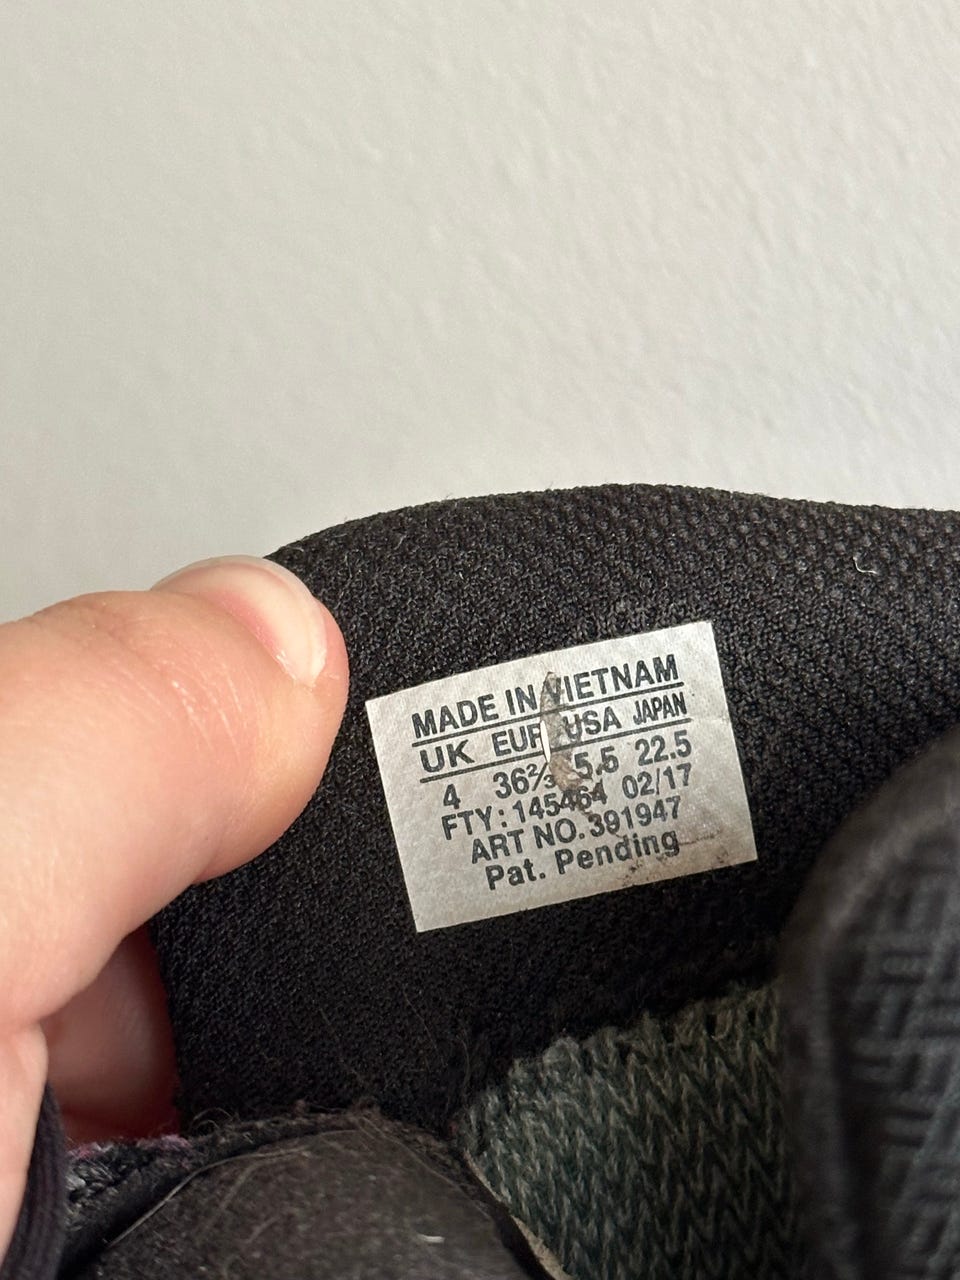 MADE IN VIETNAM
UK EUR USA JAPAN
4 36⅔ 5.5 22.5
FTY: 145464 02/17
ART NO. 391947
Pat. Pending